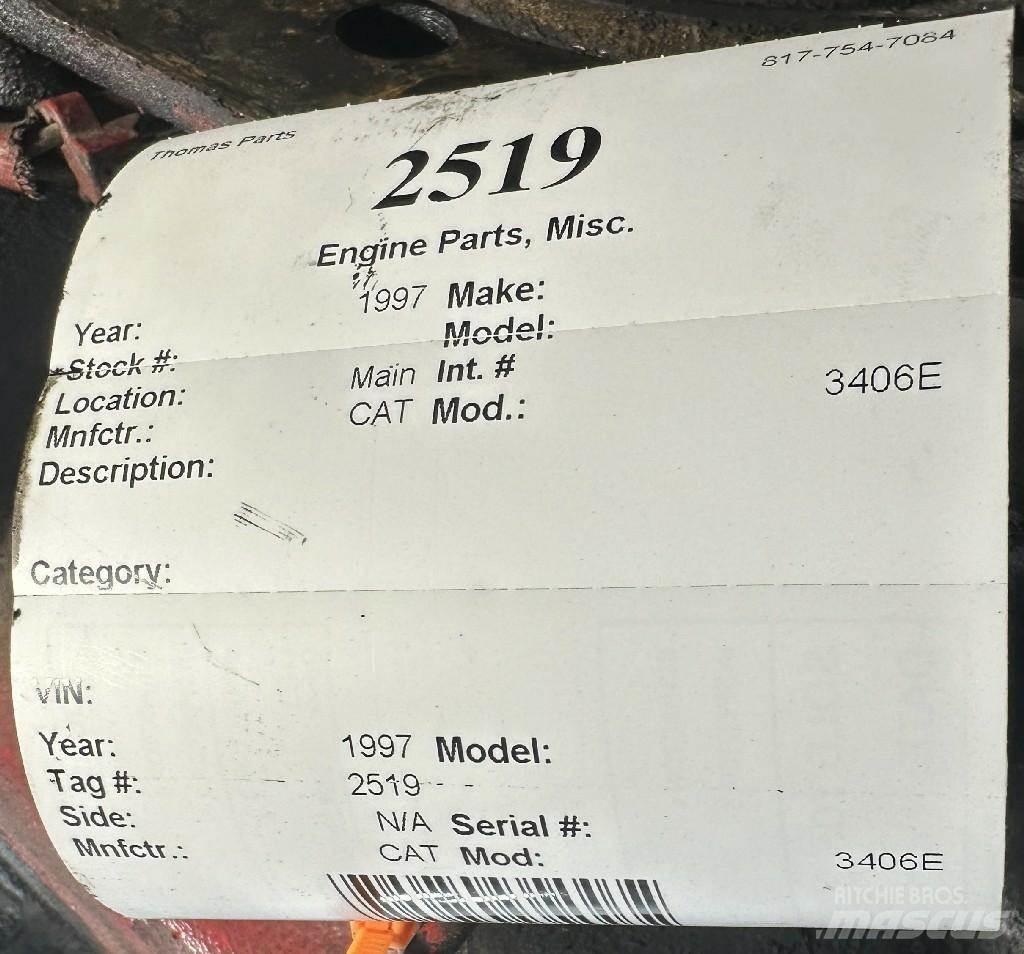 Thomas Parts 817-754-7084
2519
Engine Parts, Misc.
Year: 1997 Make:
Stock #: Model:
Location: Main Int. #
Mnfctr.: CAT Mod.: 3406E
Description:
Category:
VIN:
Year: 1997 Model:
Tag #: 2519
Side: N/A Serial #:
Mnfctr.: CAT Mod: 3406E
RITCHIE BROS.
MASCUS